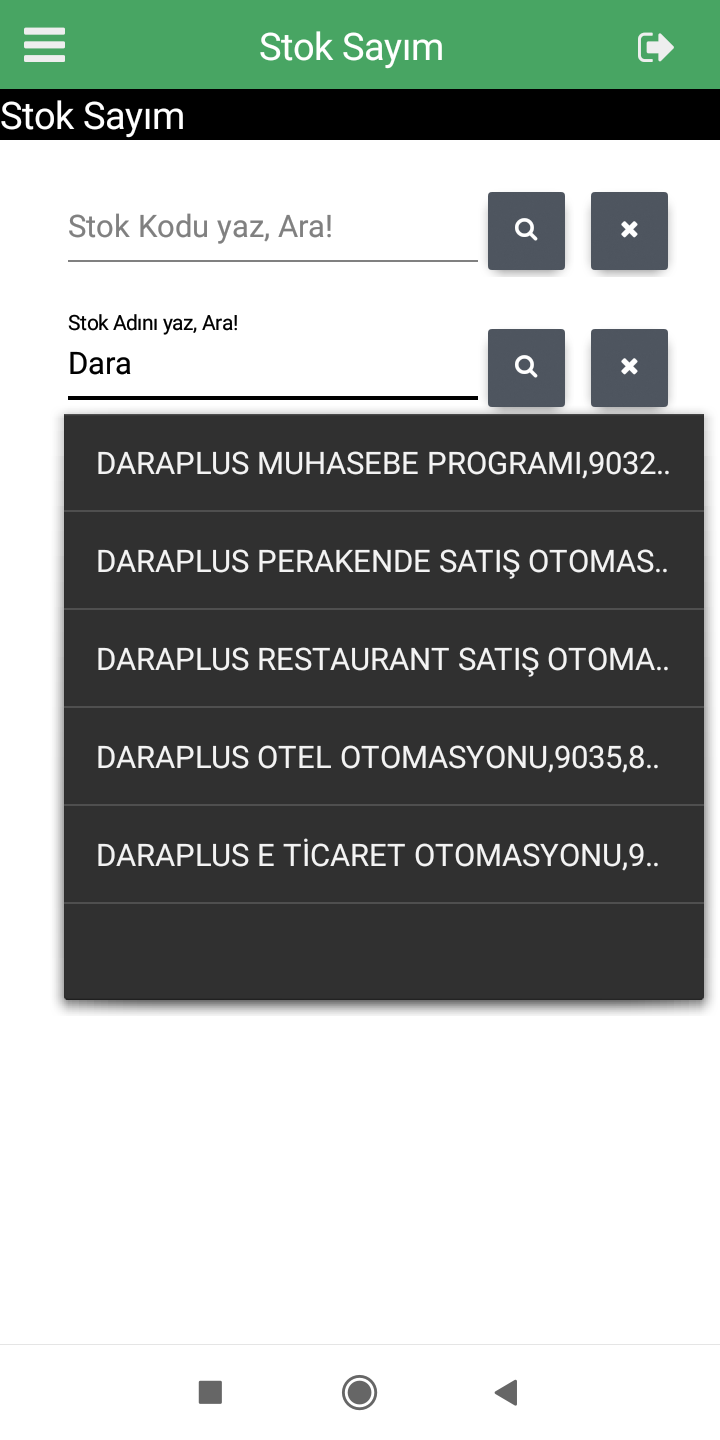 Stok Sayım
Stok Sayım
Stok Kodu yaz, Ara!
Stok Adını yaz, Ara!
Dara
DARAPLUS MUHASEBE PROGRAMI,9032..
DARAPLUS PERAKENDE SATIŞ OTOMAS..
DARAPLUS RESTAURANT SATIŞ OTOMA..
DARAPLUS OTEL OTOMASYONU,9035,8..
DARAPLUS E TİCARET OTOMASYONU,9..